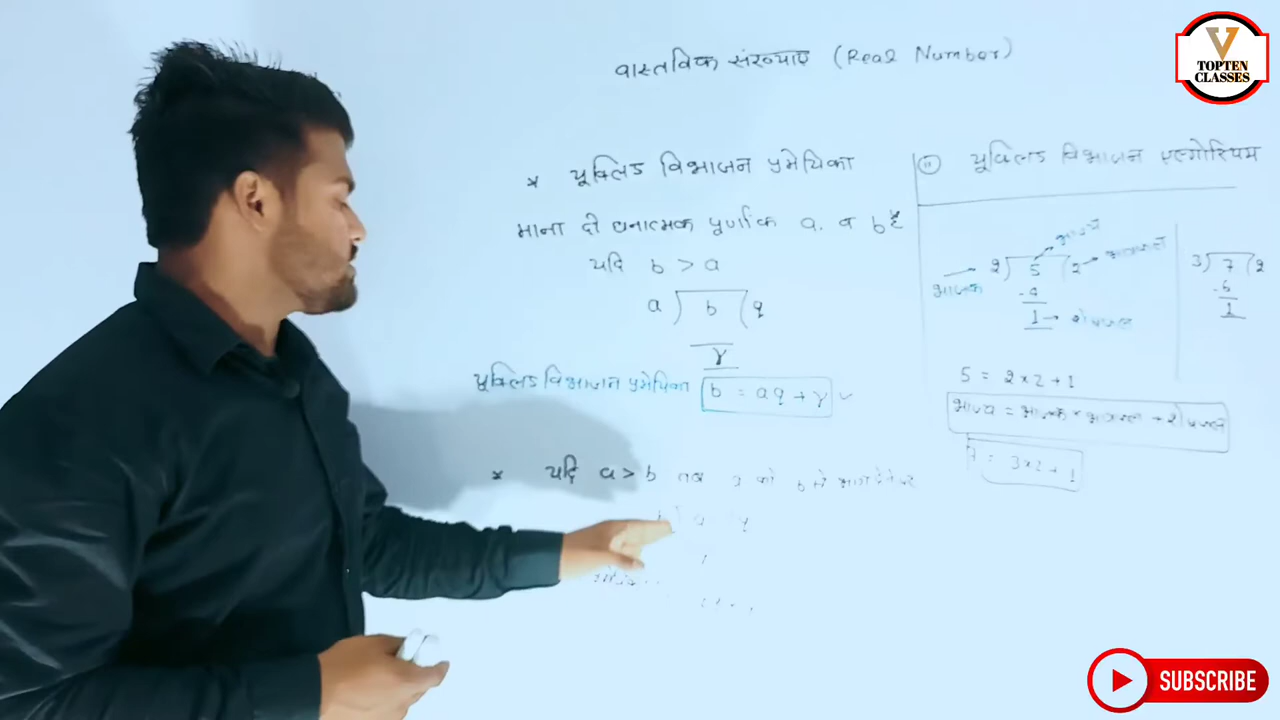 वास्तविक संख्याए (Real Number)
* यूक्लिड विभाजन प्रमेयिका
माना दो धनात्मक पूर्णांक a. व b है
यदि b > a
a) b (q
r
यूक्लिड विभाजन प्रमेयिका b = aq + r
* यदि a > b तब a को b से भाग देने पर
a
(ii) यूक्लिड विभाजन एल्गोरिथम
भाज्य
2) 5 (2 → भागफल
भाजक
-4
1 → शेषफल
3) 7 (2
-6
1
5 = 2×2+1
भाज्य = भाजक × भागफल + शेषफल
7 = 3×2+1
V
TOPTEN
CLASSES
SUBSCRIBE